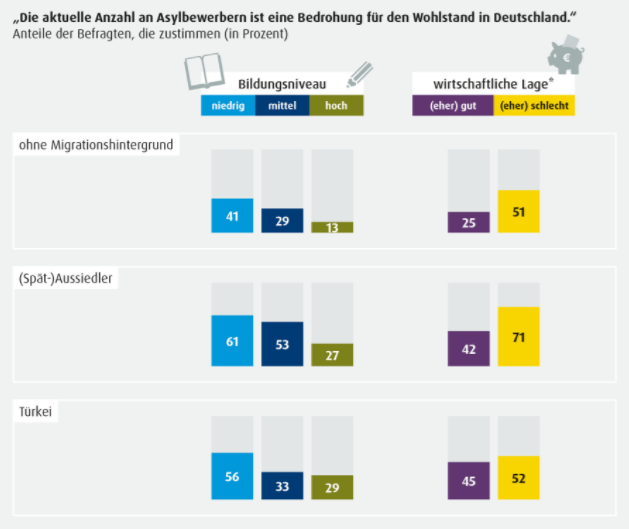 „Die aktuelle Anzahl an Asylbewerbern ist eine Bedrohung für den Wohlstand in Deutschland.“
Anteile der Befragten, die zustimmen (in Prozent)
€
Bildungsniveau wirtschaftliche Lage*
niedrig mittel hoch (eher) gut (eher) schlecht
ohne Migrationshintergrund
41 29 13 25 51
(Spät-)Aussiedler
61 53 27 42 71
Türkei
56 33 29 45 52